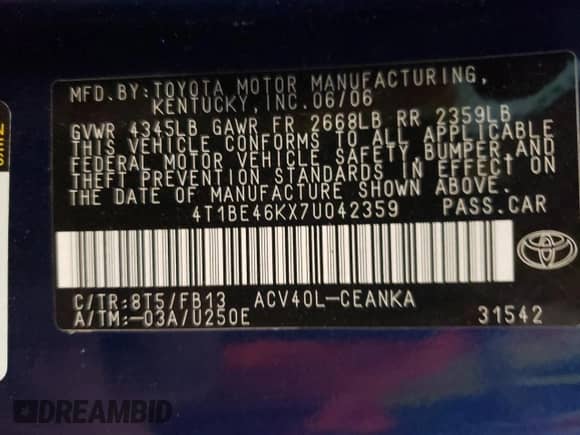 MFD.BY:TOYOTA MOTOR MANUFACTURING,
KENTUCKY, INC.06/06
GVWR 4345LB GAWR FR 2668LB RR 2359LB
THIS VEHICLE CONFORMS TO ALL APPLICABLE
FEDERAL MOTOR VEHICLE SAFETY,BUMPER AND
THEFT PREVENTION STANDARDS IN EFFECT ON
THE DATE OF MANUFACTURE SHOWN ABOVE.
4T1BE46KX7U042359 PASS.CAR
C/TR:8T5/FB13 ACV40L-CEANKA
A/TM:-03A/U250E 31542
DREAMBID